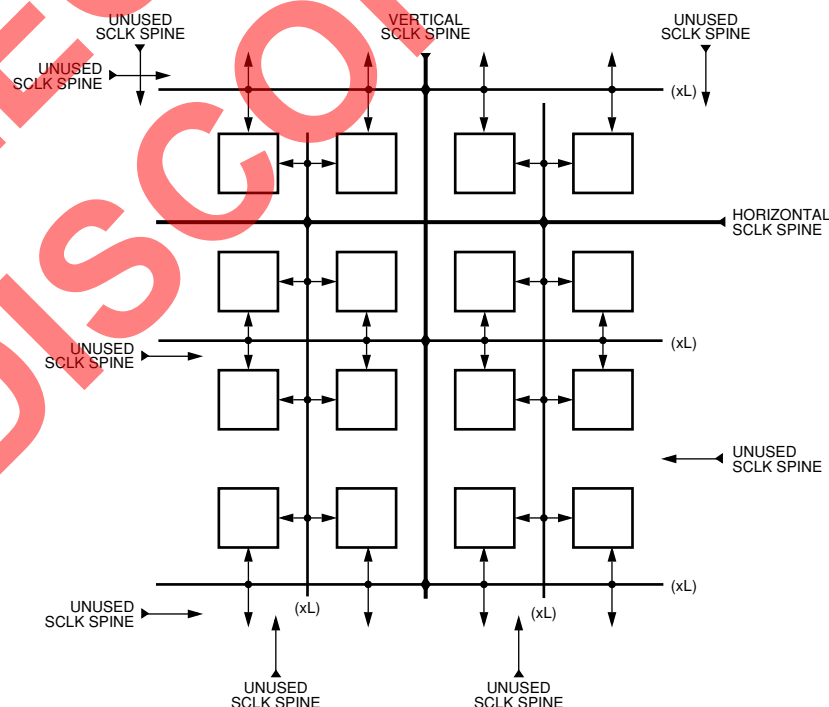 UNUSED
SCLK SPINE
VERTICAL
SCLK SPINE
UNUSED
SCLK SPINE
UNUSED
SCLK SPINE
(xL)
HORIZONTAL
SCLK SPINE
(xL)
UNUSED
SCLK SPINE
UNUSED
SCLK SPINE
(xL)
UNUSED
SCLK SPINE
(xL)
(xL)
UNUSED
SCLK SPINE
UNUSED
SCLK SPINE
DISCO